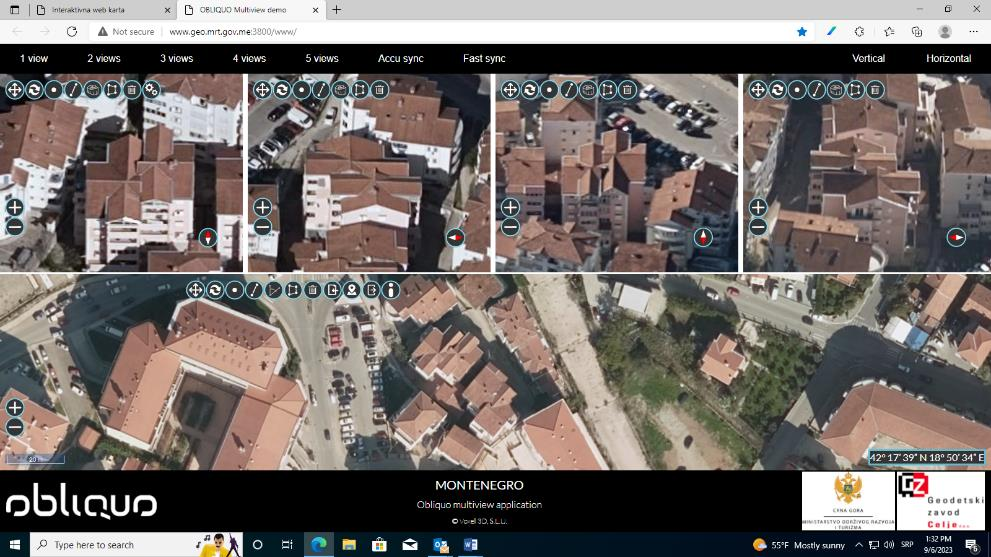 Interaktivna web karta
OBLIQUO Multiview demo
Not secure
www.geo.mrt.gov.me:3800/www/
1 view
2 views
3 views
4 views
5 views
Accu sync
Fast sync
Vertical
Horizontal
20 m
42° 17' 39" N 18° 50' 34" E
obliquo
MONTENEGRO
Obliquo multiview application
© Voxel 3D, S.L.U.
CRNA GORA
MINISTARSTVO ODRŽIVOG RAZVOJA
I TURIZMA
GZ
Geodetski
zavod
Celje d.o.o.
Type here to search
55°F Mostly sunny
SRP
1:32 PM
9/6/2023
6